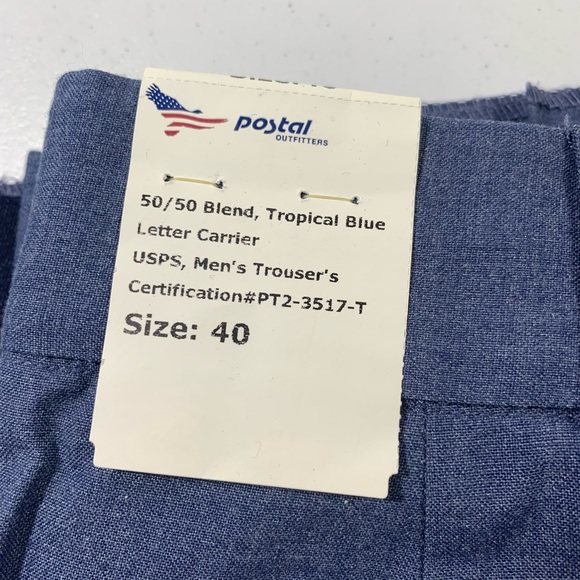 postal
OUTFITTERS
50/50 Blend, Tropical Blue
Letter Carrier
USPS, Men's Trouser's
Certification#PT2-3517-T
Size: 40